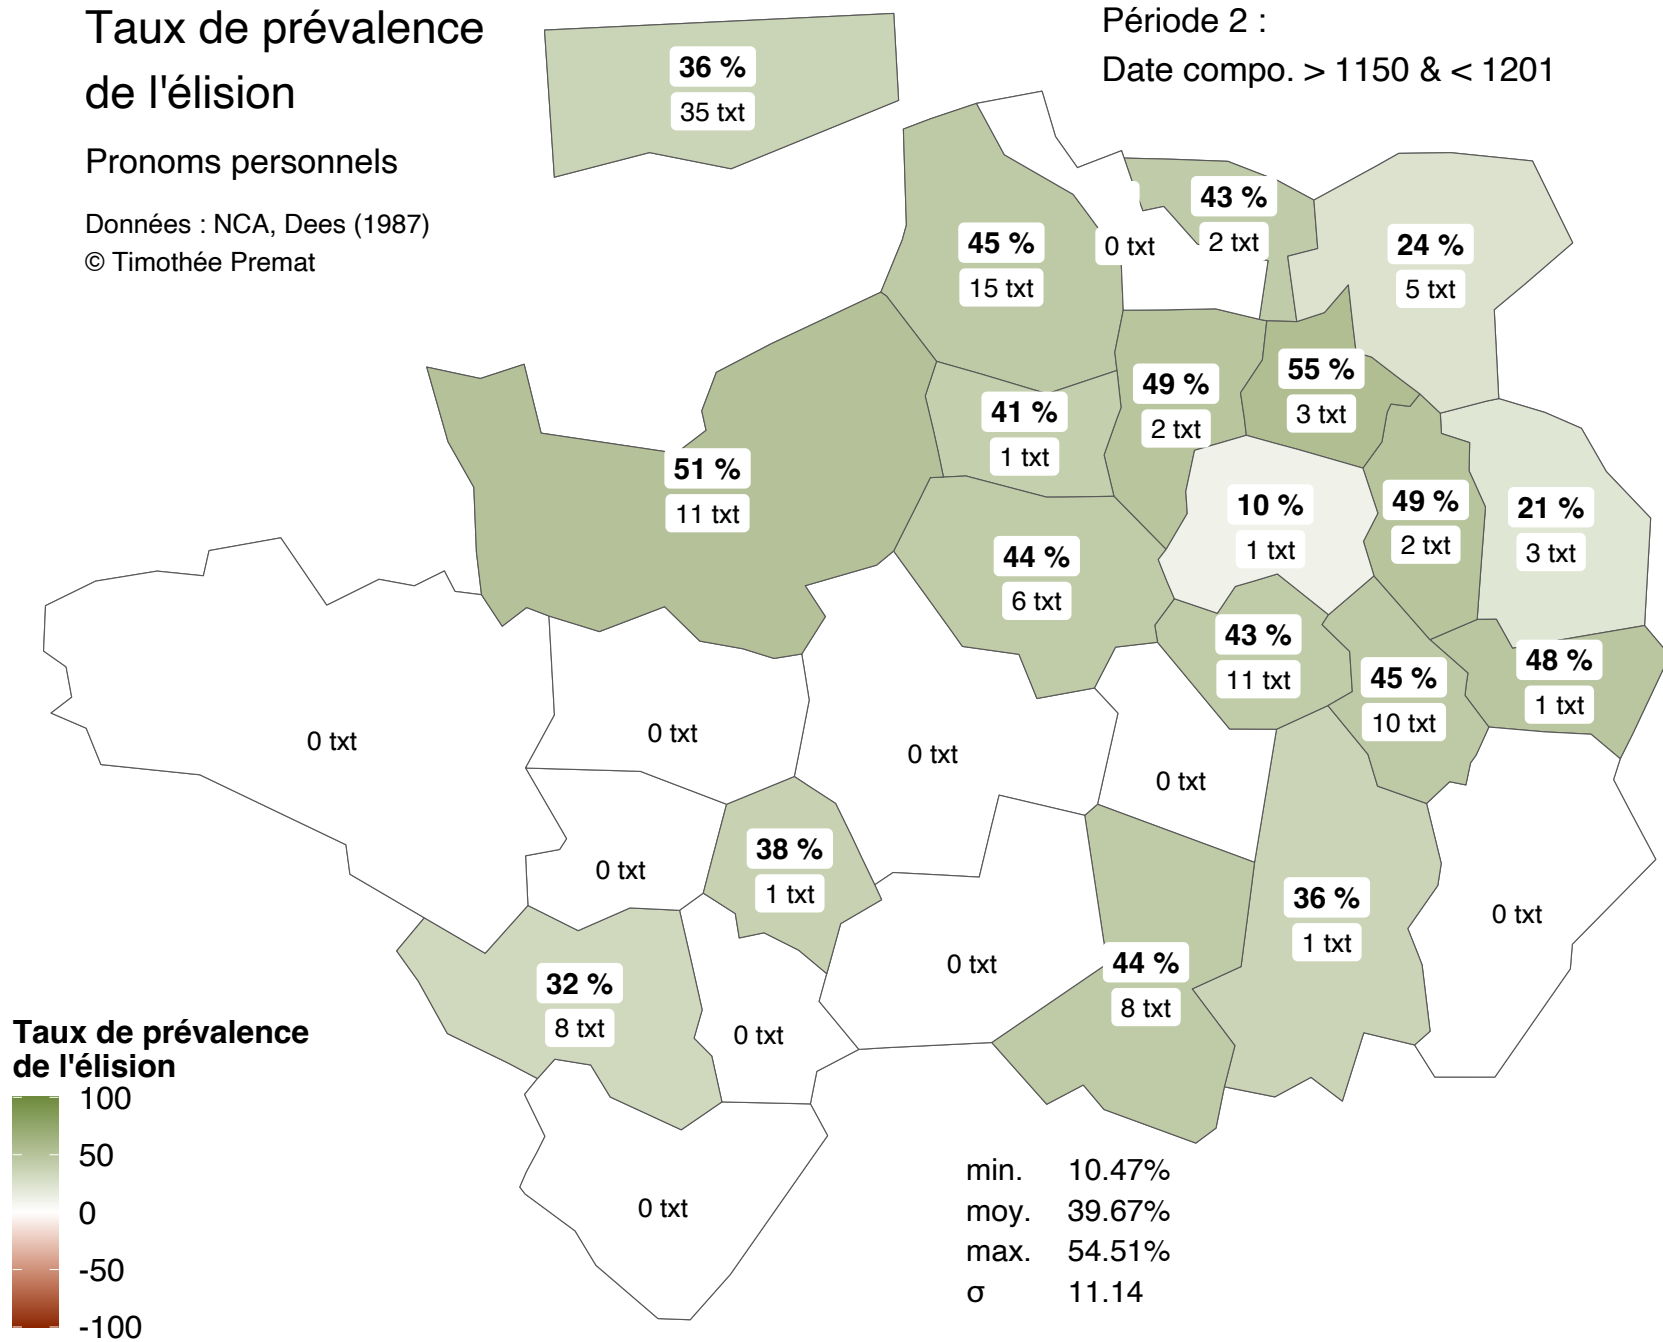 Taux de prévalence
de l'élision
Pronoms personnels
Données : NCA, Dees (1987)
© Timothée Premat
Période 2 :
Date compo. > 1150 & < 1201
36 %
35 txt
43 %
2 txt
45 %
15 txt
0 txt
24 %
5 txt
55 %
3 txt
49 %
2 txt
41 %
1 txt
51 %
11 txt
10 %
1 txt
49 %
2 txt
21 %
3 txt
44 %
6 txt
43 %
11 txt
45 %
10 txt
48 %
1 txt
0 txt
0 txt
0 txt
0 txt
0 txt
38 %
1 txt
36 %
1 txt
0 txt
32 %
8 txt
0 txt
0 txt
44 %
8 txt
0 txt
Taux de prévalence
de l'élision
100
50
0
-50
-100
min. 10.47%
moy. 39.67%
max. 54.51%
σ 11.14